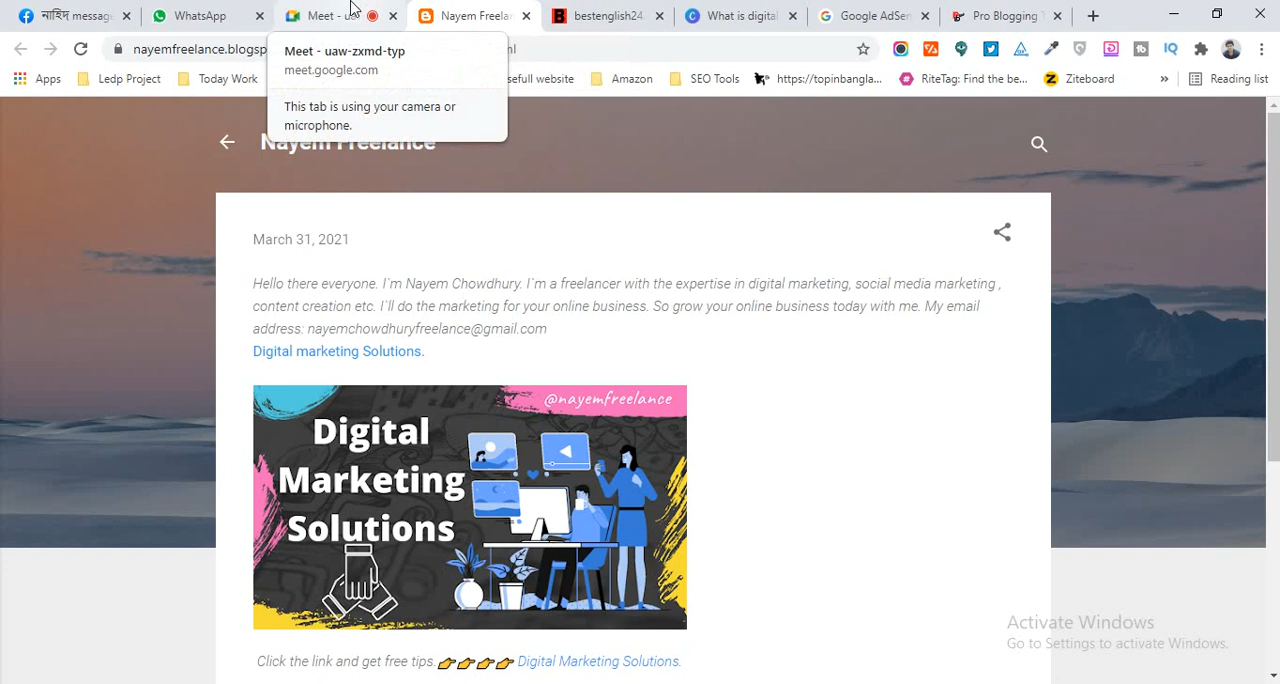 নাহিদ message
WhatsApp
Meet - ua
Nayem Freelan
bestenglish24.
What is digital
Google AdSen
Pro Blogging T
nayemfreelance.blogsp
Meet - uaw-zxmd-typ
meet.google.com
This tab is using your camera or
microphone.
Apps
Ledp Project
Today Work
sefull website
Amazon
SEO Tools
https://topinbangla...
RiteTag: Find the be...
Ziteboard
»
Reading list
Nayem Freelance
March 31, 2021
Hello there everyone. I`m Nayem Chowdhury. I`m a freelancer with the expertise in digital marketing, social media marketing ,
content creation etc. I`ll do the marketing for your online business. So grow your online business today with me. My email
address: nayemchowdhuryfreelance@gmail.com
Digital marketing Solutions.
@nayemfreelance
Digital
Marketing
Solutions
Click the link and get free tips.👉👉👉👉 Digital Marketing Solutions.
Activate Windows
Go to Settings to activate Windows.